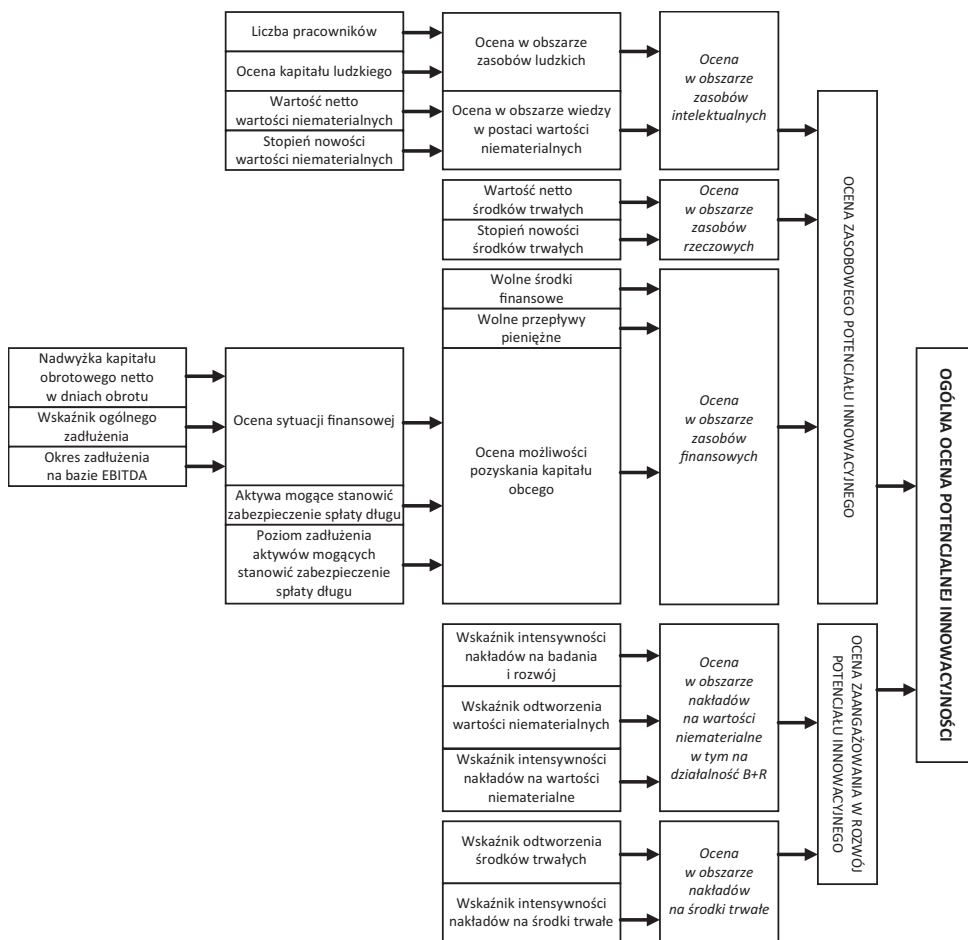 Liczba pracowników
Ocena kapitału ludzkiego
Wartość netto
wartości niematerialnych
Stopień nowości
wartości niematerialnych
Ocena w obszarze
zasobów ludzkich
Ocena w obszarze wiedzy
w postaci wartości
niematerialnych
Ocena
w obszarze
zasobów
intelektualnych
Wartość netto
środków trwałych
Stopień nowości
środków trwałych
Ocena
w obszarze
zasobów
rzeczowych
Wolne środki
finansowe
Wolne przepływy
pieniężne
Nadwyżka kapitału
obrotowego netto
w dniach obrotu
Wskaźnik ogólnego
zadłużenia
Okres zadłużenia
na bazie EBITDA
Ocena sytuacji finansowej
Aktywa mogące stanowić
zabezpieczenie spłaty długu
Poziom zadłużenia
aktywów mogących
stanowić zabezpieczenie
spłaty długu
Ocena możliwości
pozyskania kapitału
obcego
Ocena
w obszarze
zasobów
finansowych
OCENA ZASOBOWEGO POTENCJAŁU INNOWACYJNEGO
Wskaźnik intensywności
nakładów na badania
i rozwój
Wskaźnik odtworzenia
wartości niematerialnych
Wskaźnik intensywności
nakładów na wartości
niematerialne
Ocena
w obszarze
nakładów
na wartości
niematerialne
w tym na
działalność B+R
Wskaźnik odtworzenia
środków trwałych
Wskaźnik intensywności
nakładów na środki trwałe
Ocena
w obszarze
nakładów
na środki trwałe
OCENA ZAANGAŻOWANIA W ROZWÓJ
POTENCJAŁU INNOWACYJNEGO
OGÓLNA OCENA POTENCJALNEJ INNOWACYJNOŚCI